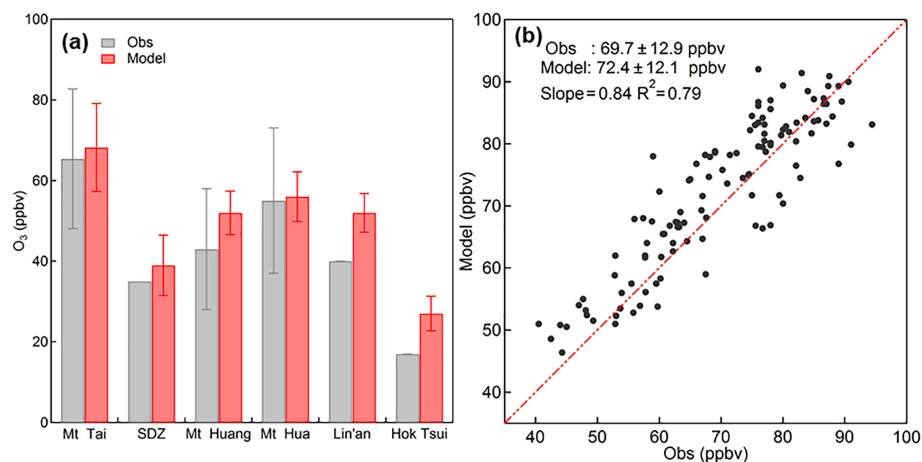 (a)
Obs
Model
100
80
60
40
20
0
O3 (ppbv)
Mt Tai
SDZ
Mt Huang
Mt Hua
Lin'an
Hok Tsui
(b)
Obs : 69.7 ± 12.9 ppbv
Model: 72.4 ± 12.1 ppbv
Slope = 0.84 R² = 0.79
100
90
80
70
60
50
40
Model (ppbv)
40 50 60 70 80 90 100
Obs (ppbv)